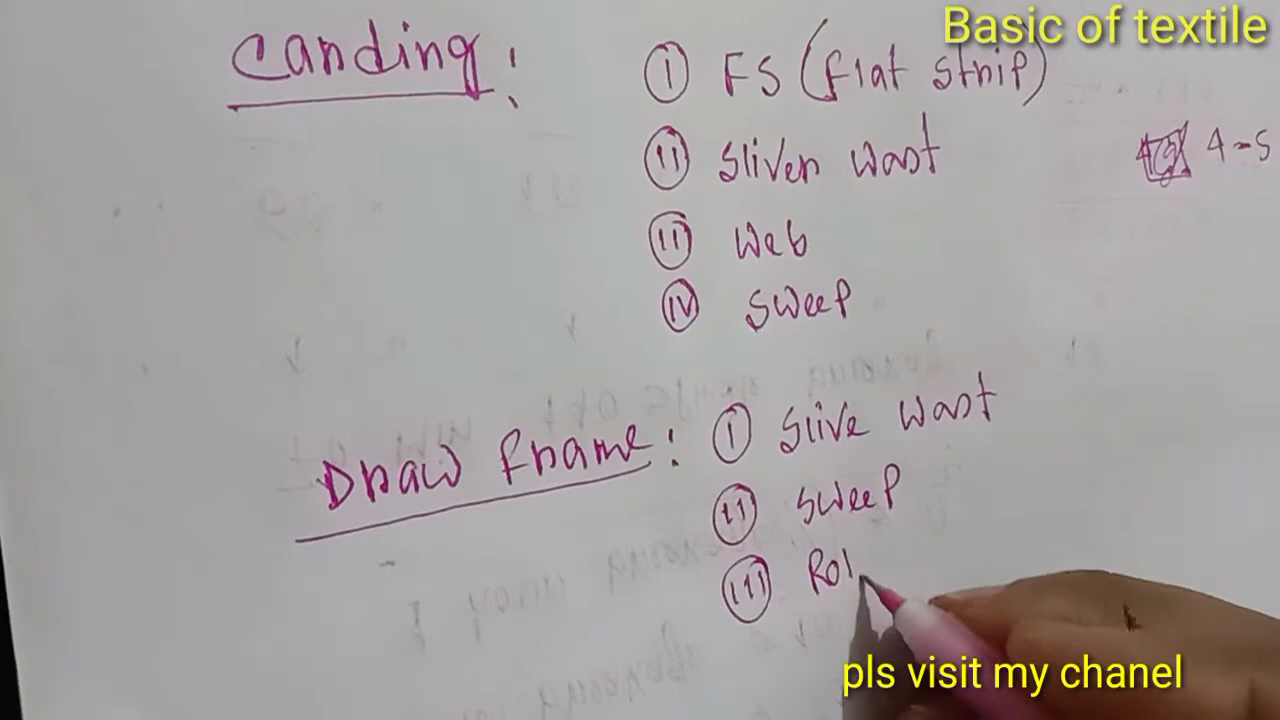 Basic of textile
Carding:
(i) FS (flat strip)
(ii) Sliver wast
4-5
(ii) Web
(iv) Sweep
Draw frame: (i) Slive wast
(ii) Sweep
(iii) Rol
pls visit my chanel